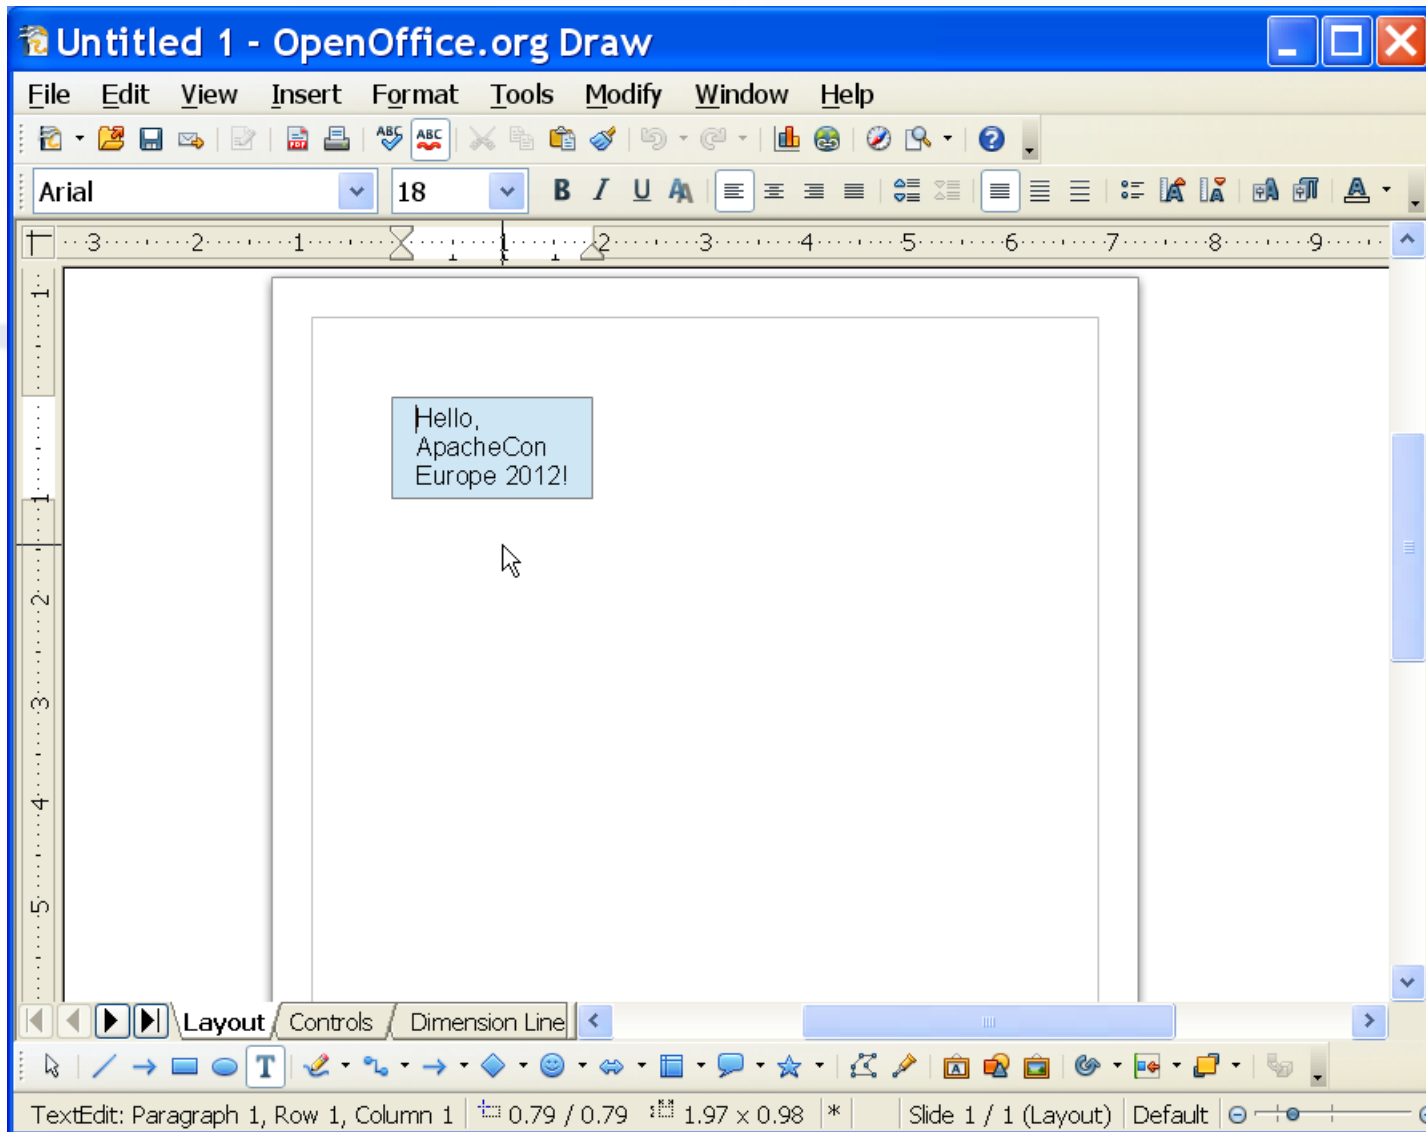 Untitled 1 - OpenOffice.org Draw
File Edit View Insert Format Tools Modify Window Help
ABC ABC
PDF
Arial 18 B I U A
3 2 1 1 2 3 4 5 6 7 8 9
1
1
2
3
4
5
Hello,
ApacheCon
Europe 2012!
Layout Controls Dimension Line
T
TextEdit: Paragraph 1, Row 1, Column 1 0.79 / 0.79 1.97 x 0.98 * Slide 1 / 1 (Layout) Default